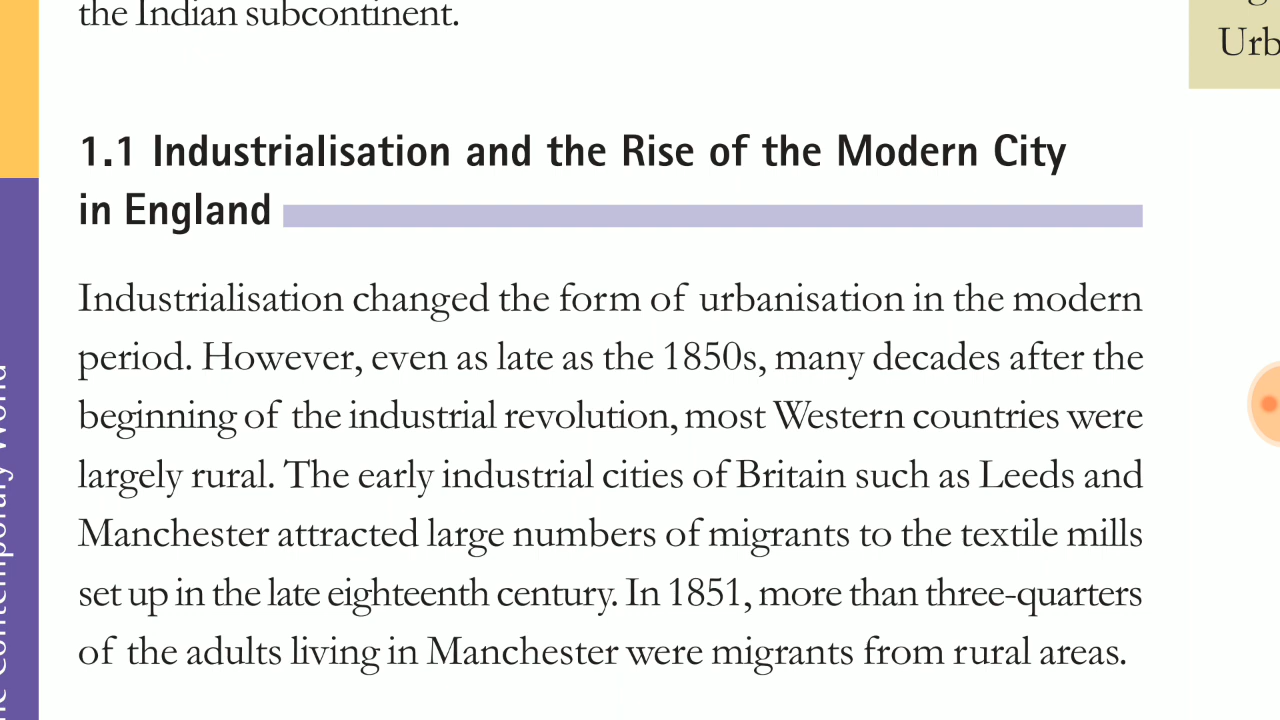 the Indian subcontinent.
Urb
1.1 Industrialisation and the Rise of the Modern City
in England
Industrialisation changed the form of urbanisation in the modern
period. However, even as late as the 1850s, many decades after the
beginning of the industrial revolution, most Western countries were
largely rural. The early industrial cities of Britain such as Leeds and
Manchester attracted large numbers of migrants to the textile mills
set up in the late eighteenth century. In 1851, more than three-quarters
of the adults living in Manchester were migrants from rural areas.
Contemporary World